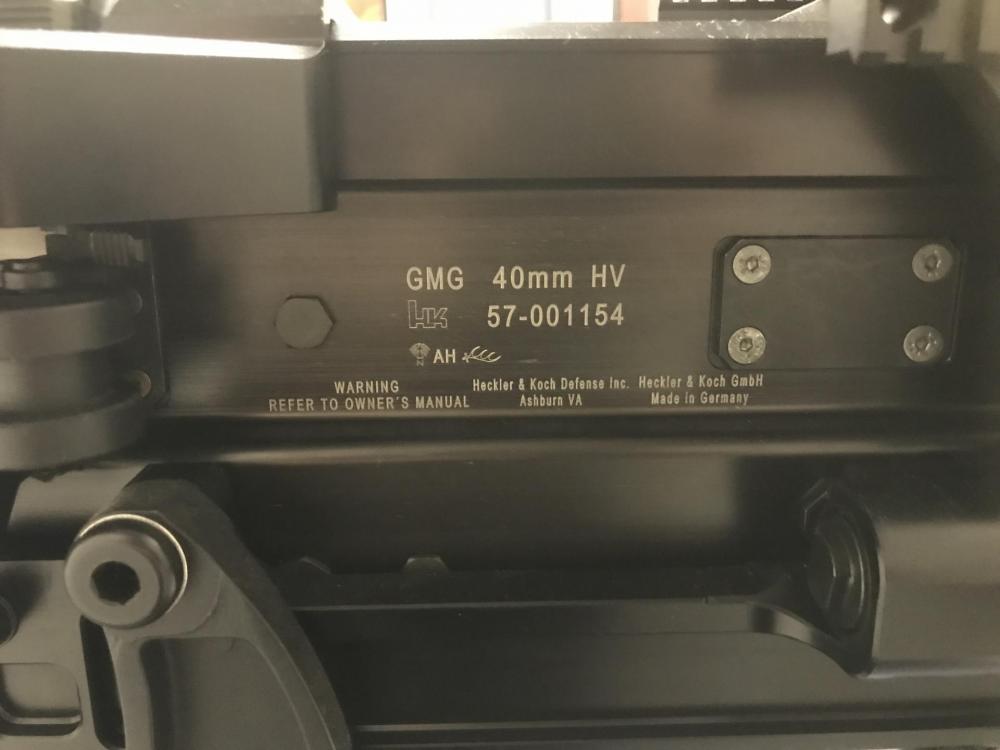 GMG 40mm HV
HK 57-001154
AH
WARNING
REFER TO OWNER'S MANUAL
Heckler & Koch Defense Inc.
Ashburn VA
Heckler & Koch GmbH
Made in Germany